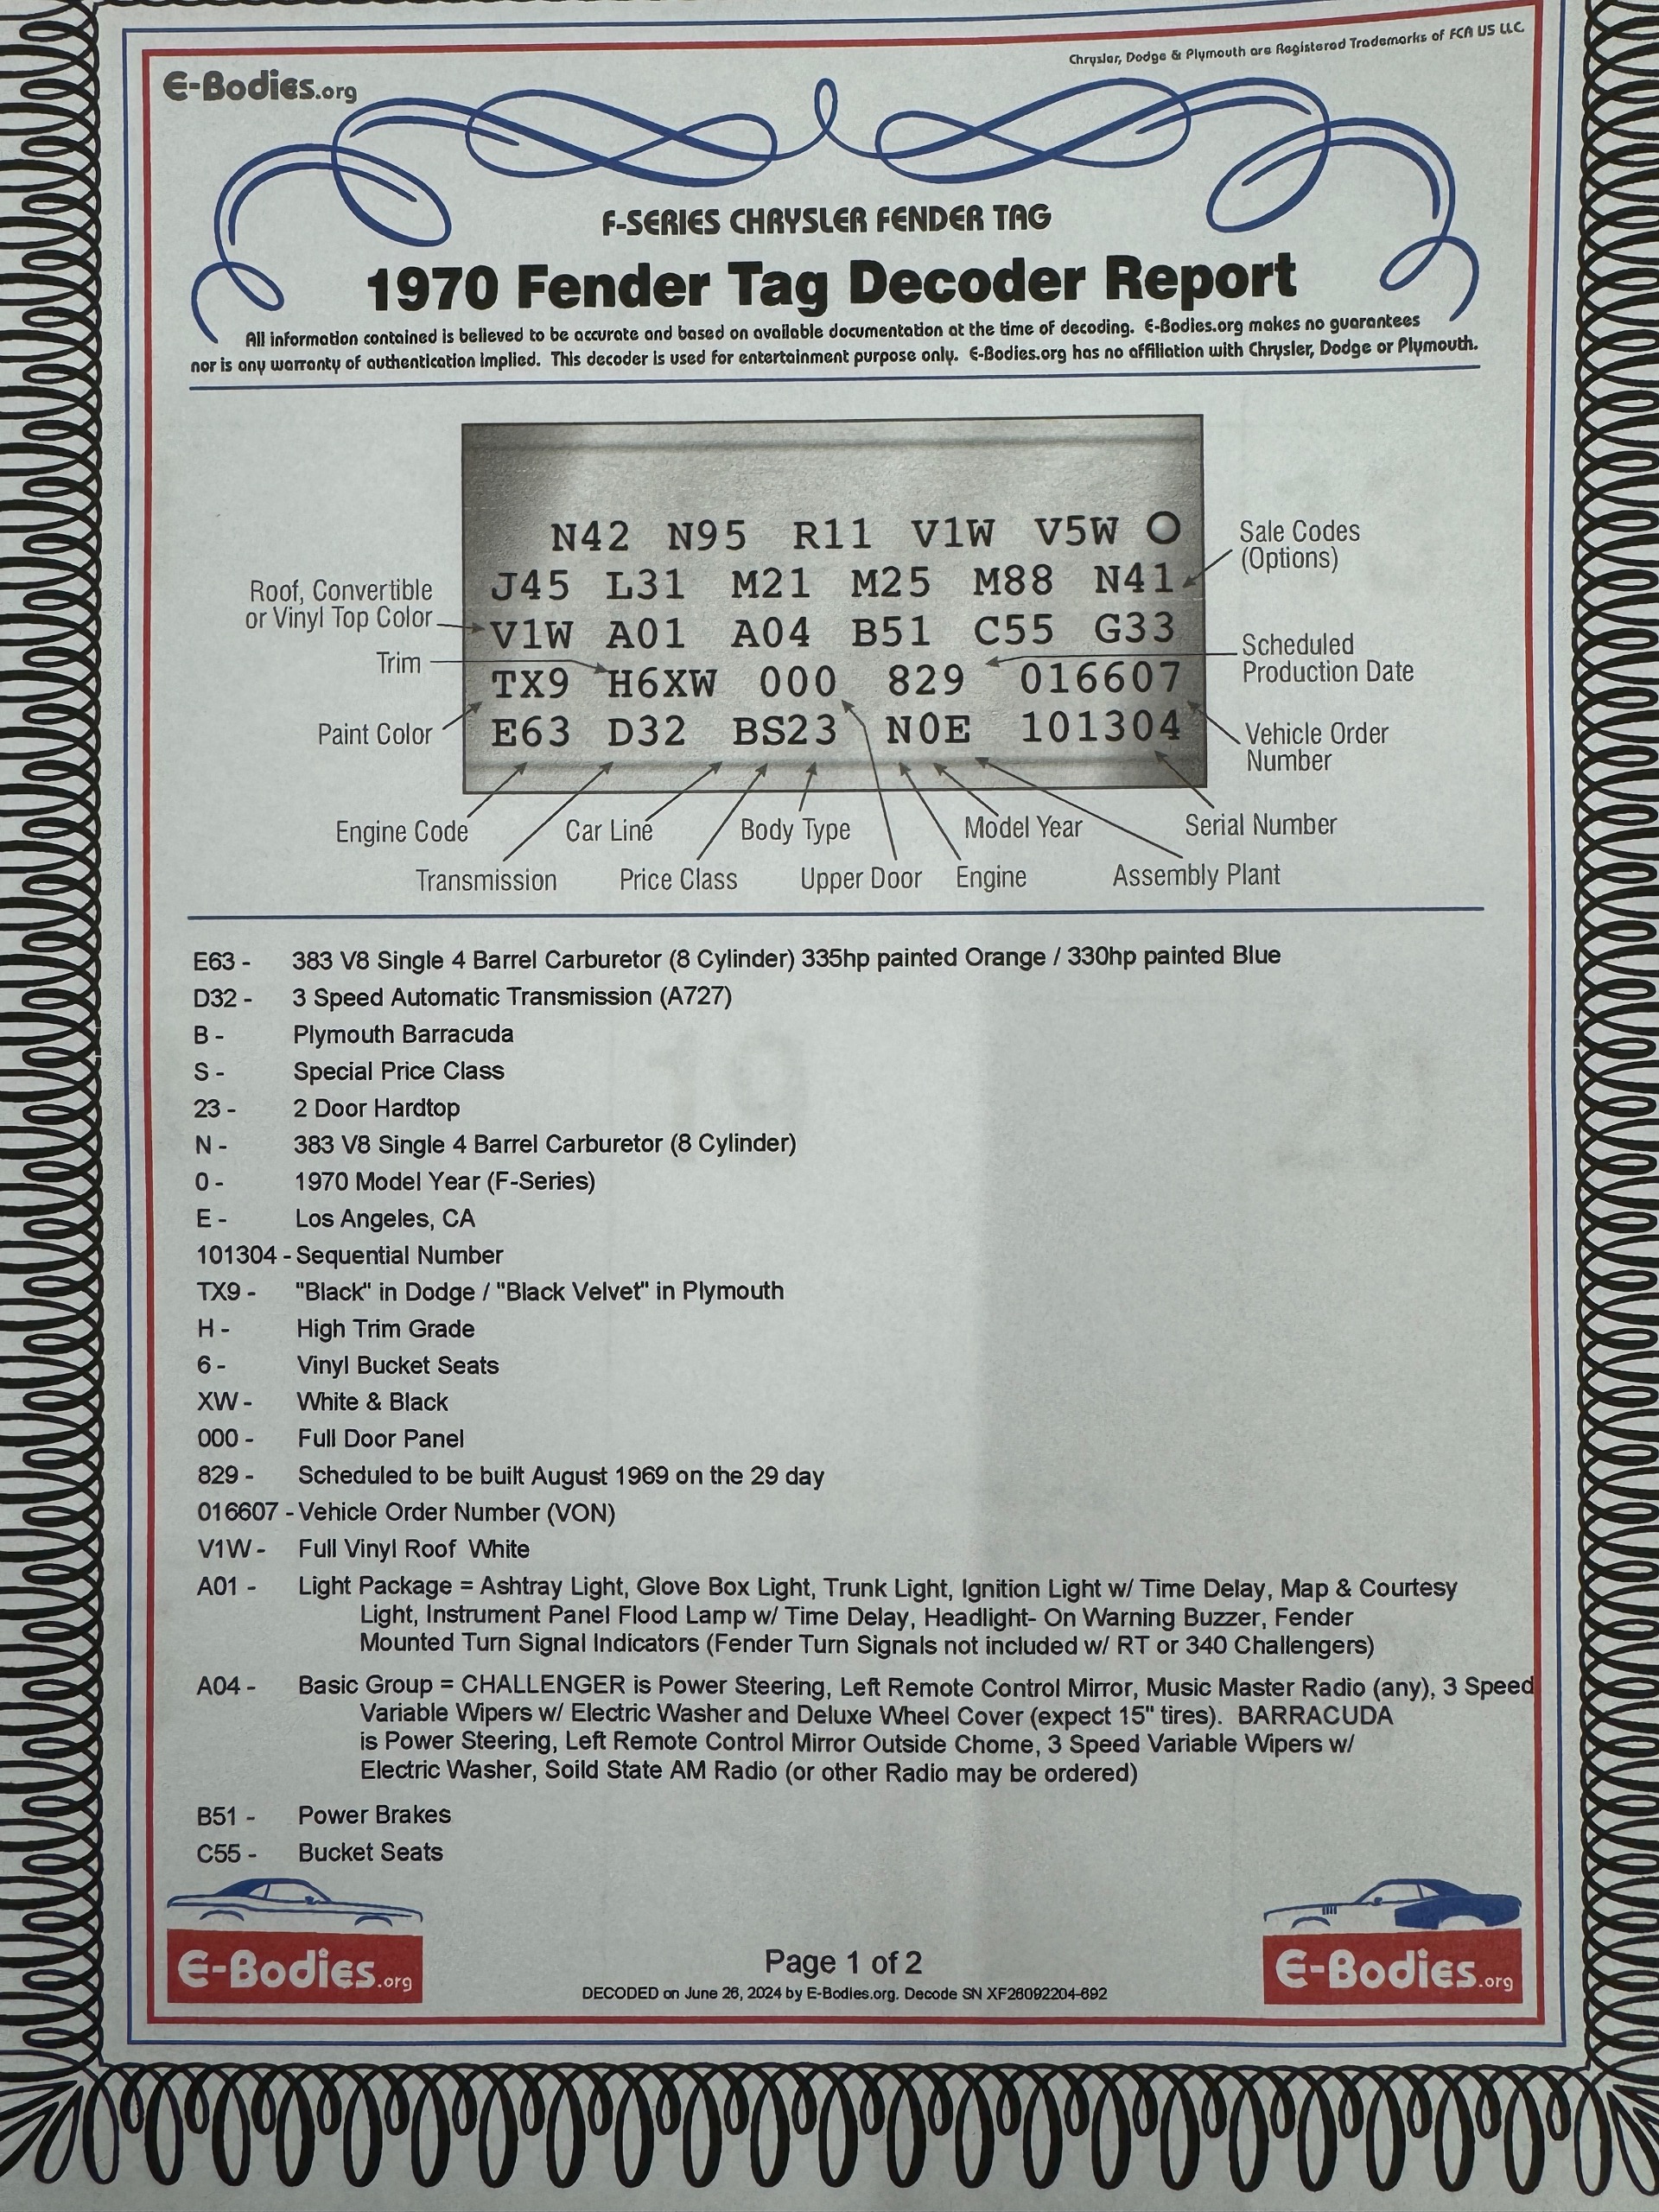 Chrysler, Dodge & Plymouth are Registered Trademarks of FCA US LLC.
E-Bodies.org
F-SERIES CHRYSLER FENDER TAG
1970 Fender Tag Decoder Report
All information contained is believed to be accurate and based on available documentation at the time of decoding. E-Bodies.org makes no guarantees
nor is any warranty of authentication implied. This decoder is used for entertainment purpose only. E-Bodies.org has no affiliation with Chrysler, Dodge or Plymouth.
N42 N95 R11 V1W V5W
J45 L31 M21 M25 M88 N41
V1W A01 A04 B51 C55 G33
TX9 H6XW 000 829 016607
E63 D32 BS23 N0E 101304
Roof, Convertible
or Vinyl Top Color
Trim
Paint Color
Sale Codes
(Options)
Scheduled
Production Date
Vehicle Order
Number
Engine Code
Car Line
Body Type
Model Year
Serial Number
Transmission
Price Class
Upper Door
Engine
Assembly Plant
E63 - 383 V8 Single 4 Barrel Carburetor (8 Cylinder) 335hp painted Orange / 330hp painted Blue
D32 - 3 Speed Automatic Transmission (A727)
B - Plymouth Barracuda
S - Special Price Class
23 - 2 Door Hardtop
N - 383 V8 Single 4 Barrel Carburetor (8 Cylinder)
0 - 1970 Model Year (F-Series)
E - Los Angeles, CA
101304 - Sequential Number
TX9 - "Black" in Dodge / "Black Velvet" in Plymouth
H - High Trim Grade
6 - Vinyl Bucket Seats
XW - White & Black
000 - Full Door Panel
829 - Scheduled to be built August 1969 on the 29 day
016607 - Vehicle Order Number (VON)
V1W - Full Vinyl Roof White
A01 - Light Package = Ashtray Light, Glove Box Light, Trunk Light, Ignition Light w/ Time Delay, Map & Courtesy
Light, Instrument Panel Flood Lamp w/ Time Delay, Headlight- On Warning Buzzer, Fender
Mounted Turn Signal Indicators (Fender Turn Signals not included w/ RT or 340 Challengers)
A04 - Basic Group = CHALLENGER is Power Steering, Left Remote Control Mirror, Music Master Radio (any), 3 Speed
Variable Wipers w/ Electric Washer and Deluxe Wheel Cover (expect 15" tires). BARRACUDA
is Power Steering, Left Remote Control Mirror Outside Chome, 3 Speed Variable Wipers w/
Electric Washer, Soild State AM Radio (or other Radio may be ordered)
B51 - Power Brakes
C55 - Bucket Seats
E-Bodies.org
Page 1 of 2
DECODED on June 26, 2024 by E-Bodies.org. Decode SN XF26092204-692
E-Bodies.org